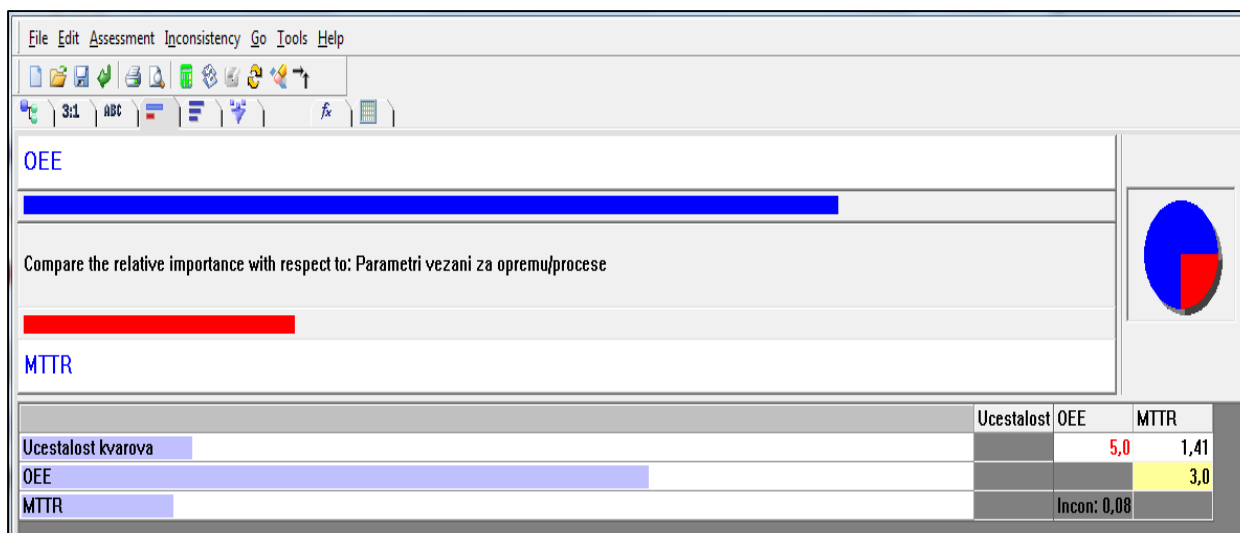 File Edit Assessment Inconsistency Go Tools Help
3:1 ABC fx
OEE
Compare the relative importance with respect to: Parametri vezani za opremu/procese
MTTR
Ucestalost OEE MTTR
Ucestalost kvarova 5,0 1,41
OEE 3,0
MTTR Incon: 0,08